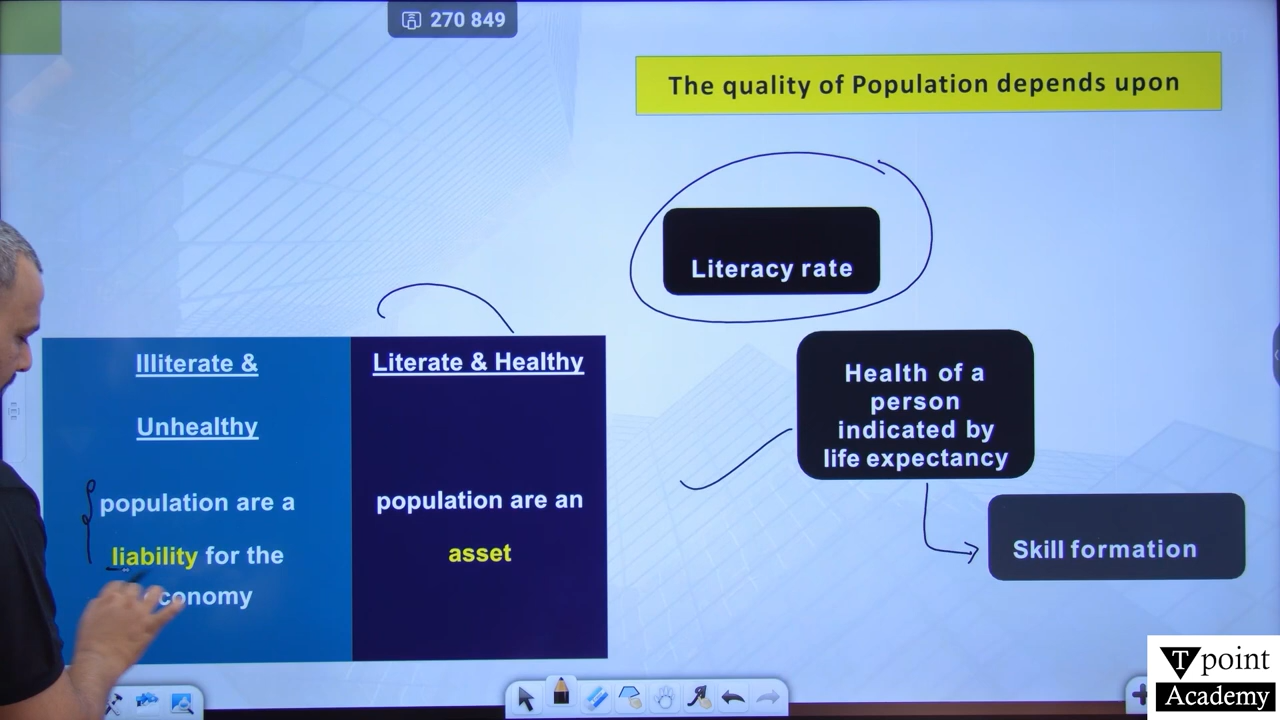 270 849
The quality of Population depends upon
Literacy rate
Illiterate &
Unhealthy
population are a
liability for the
economy
Literate & Healthy
population are an
asset
Health of a
person
indicated by
life expectancy
Skill formation
T point
Academy